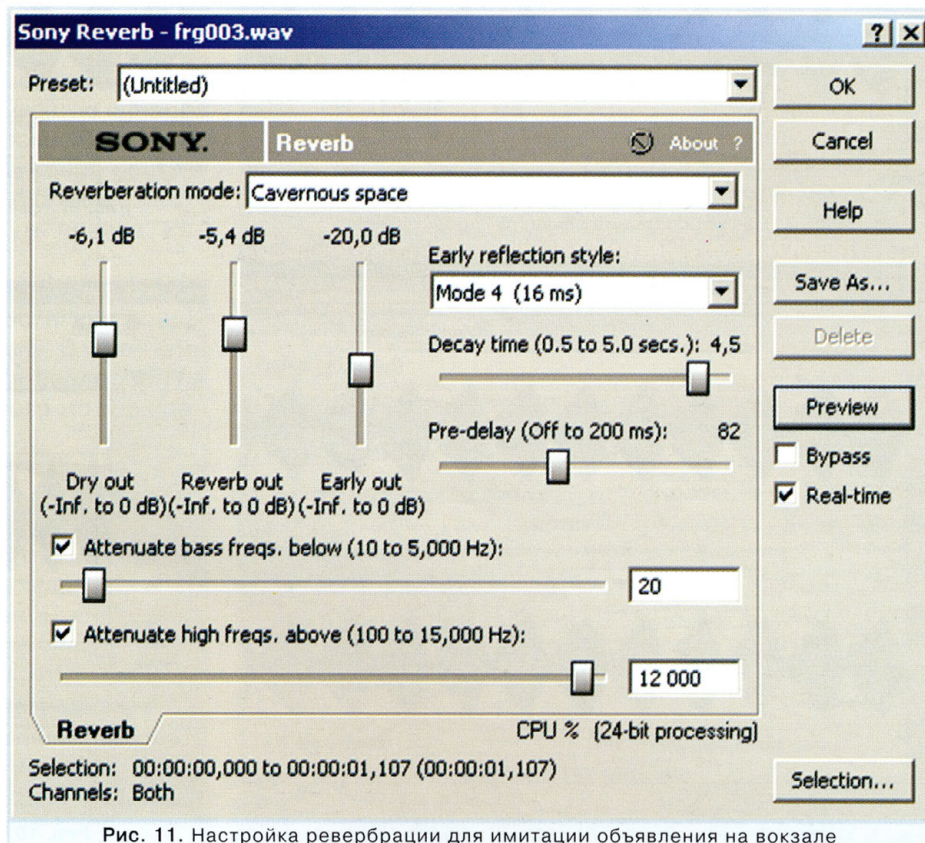 Sony Reverb - frg003.wav
Preset: (Untitled)
OK
SONY. Reverb About ?
Cancel
Reverberation mode: Cavernous space
Help
-6,1 dB -5,4 dB -20,0 dB
Early reflection style:
Mode 4 (16 ms)
Save As...
Decay time (0.5 to 5.0 secs.): 4,5
Delete
Preview
Pre-delay (Off to 200 ms): 82
Bypass
Dry out Reverb out Early out
Real-time
(-Inf. to 0 dB)(-Inf. to 0 dB)(-Inf. to 0 dB)
Attenuate bass freqs. below (10 to 5,000 Hz):
20
Attenuate high freqs. above (100 to 15,000 Hz):
12 000
Reverb
CPU % (24-bit processing)
Selection: 00:00:00,000 to 00:00:01,107 (00:00:01,107)
Channels: Both
Selection...
Рис. 11. Настройка ревербрации для имитации объявления на вокзале